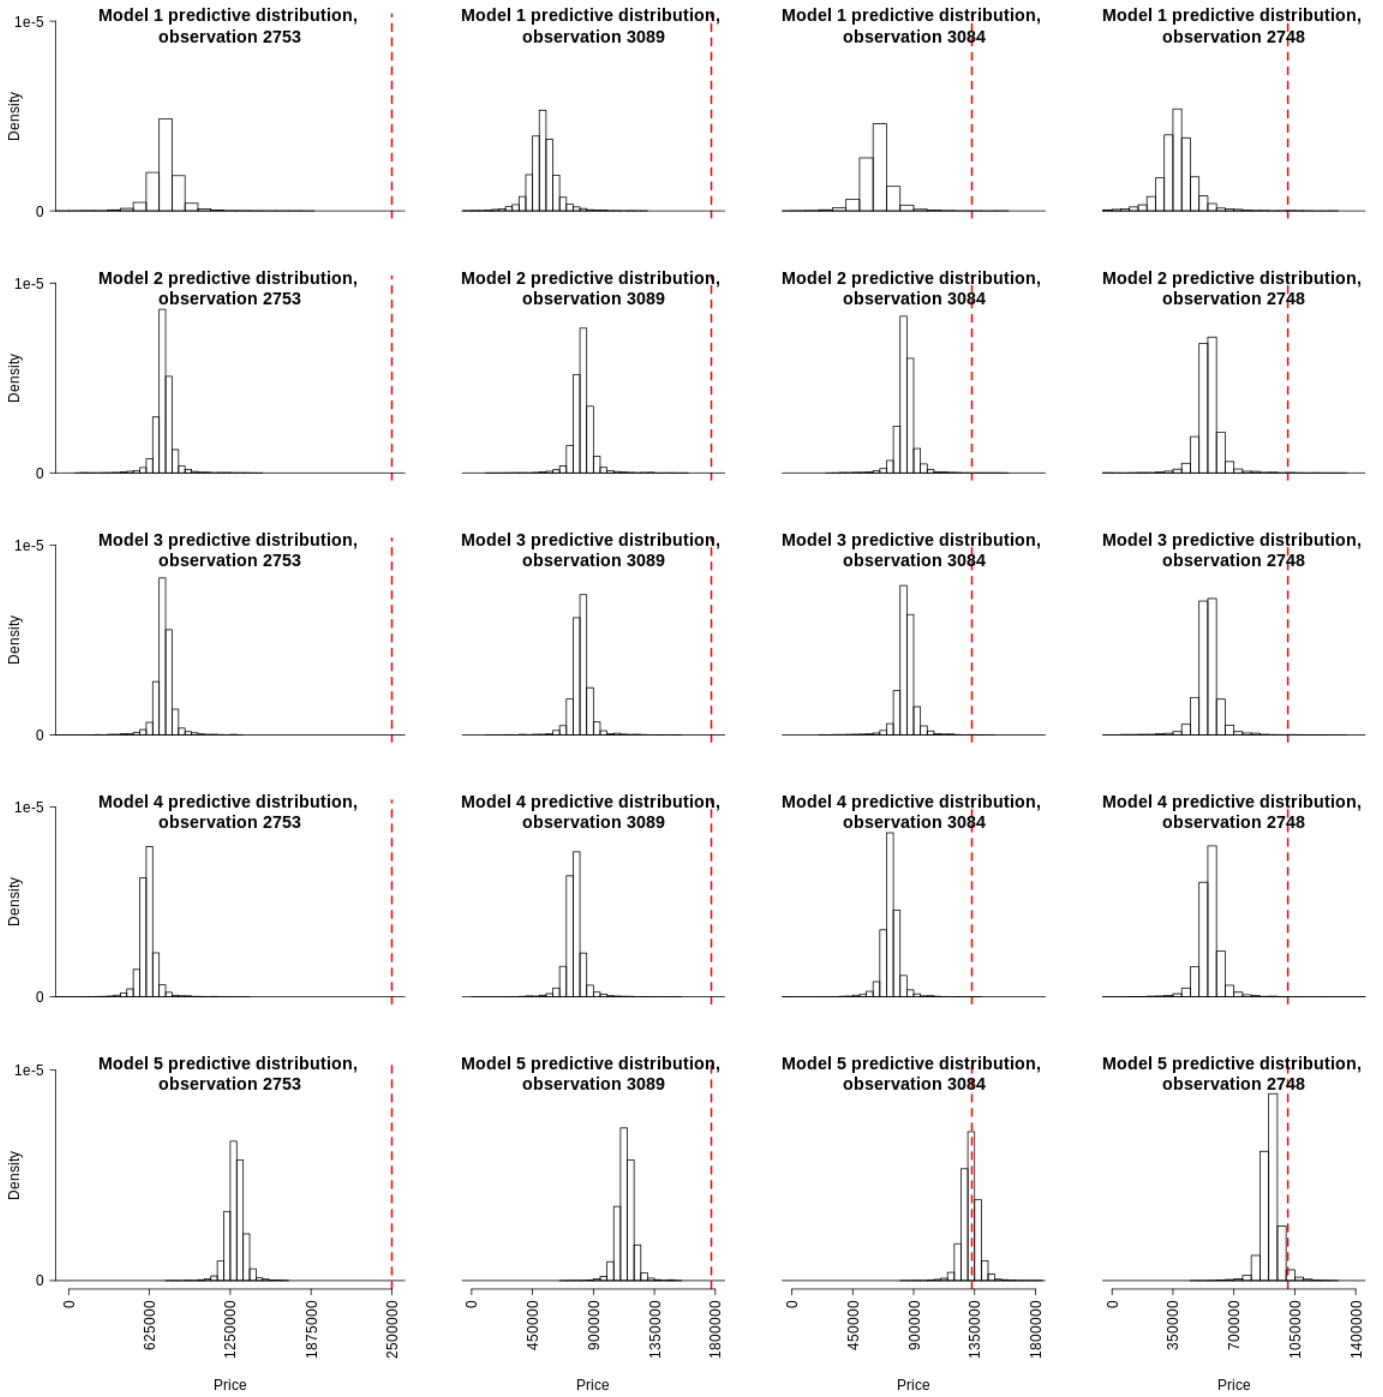 Model 1 predictive distribution,
observation 2753
Model 1 predictive distribution,
observation 3089
Model 1 predictive distribution,
observation 3084
Model 1 predictive distribution,
observation 2748
1e-5
Density
0
Model 2 predictive distribution,
observation 2753
Model 2 predictive distribution,
observation 3089
Model 2 predictive distribution,
observation 3084
Model 2 predictive distribution,
observation 2748
1e-5
Density
0
Model 3 predictive distribution,
observation 2753
Model 3 predictive distribution,
observation 3089
Model 3 predictive distribution,
observation 3084
Model 3 predictive distribution,
observation 2748
1e-5
Density
0
Model 4 predictive distribution,
observation 2753
Model 4 predictive distribution,
observation 3089
Model 4 predictive distribution,
observation 3084
Model 4 predictive distribution,
observation 2748
1e-5
Density
0
Model 5 predictive distribution,
observation 2753
Model 5 predictive distribution,
observation 3089
Model 5 predictive distribution,
observation 3084
Model 5 predictive distribution,
observation 2748
1e-5
Density
0
0 625000 1250000 1875000 2500000
0 450000 900000 1350000 1800000
0 450000 900000 1350000 1800000
0 350000 700000 1050000 1400000
Price
Price
Price
Price